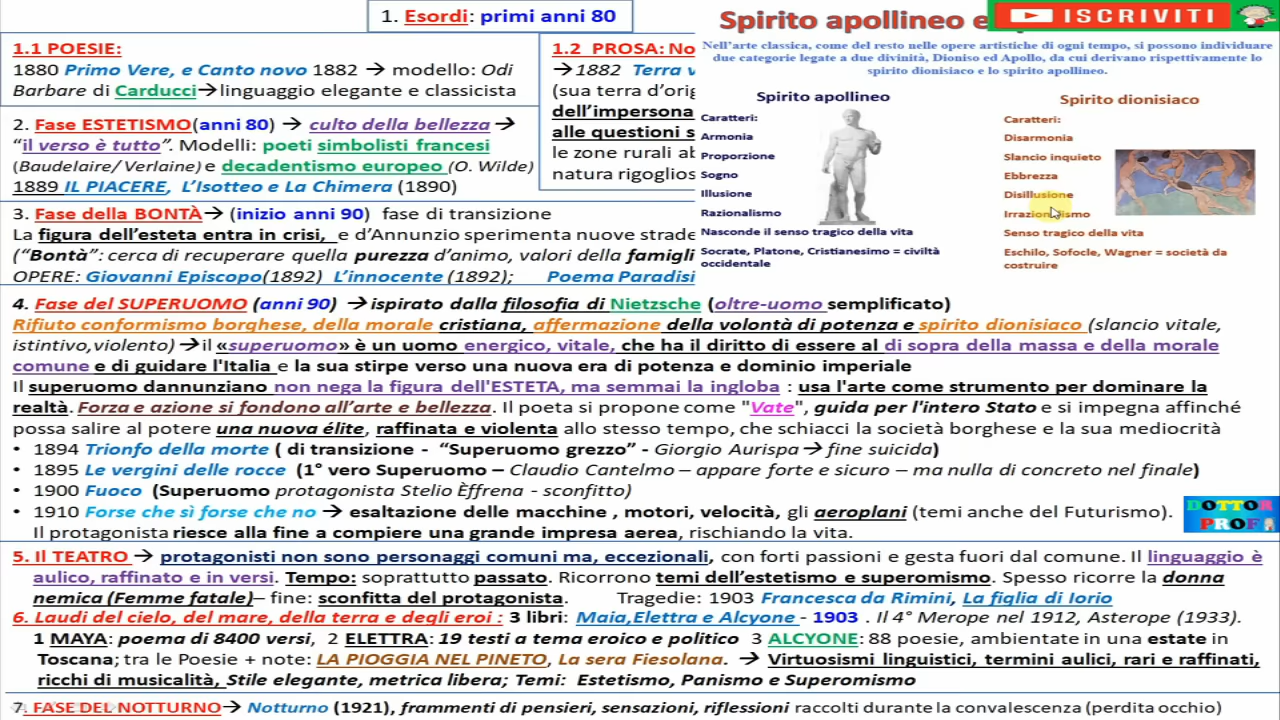 1. Esordi: primi anni 80
1.1 POESIE:
1880 Primo Vere, e Canto novo 1882 → modello: Odi
Barbare di Carducci→linguaggio elegante e classicista
1.2 PROSA: No
→1882 Terra v
(sua terra d'orig
dell'impersona
alle questioni s
le zone rurali ab
natura rigoglios
2. Fase ESTETISMO(anni 80) → culto della bellezza →
"il verso è tutto". Modelli: poeti simbolisti francesi
(Baudelaire/ Verlaine) e decadentismo europeo (O. Wilde)
1889 IL PIACERE, L'Isotteo e La Chimera (1890)
3. Fase della BONTÀ→ (inizio anni 90) fase di transizione
La figura dell'esteta entra in crisi, e d'Annunzio sperimenta nuove strade
("Bontà": cerca di recuperare quella purezza d'animo, valori della famigli
OPERE: Giovanni Episcopo(1892) L'innocente (1892); Poema Paradisi
Spirito apollineo e
ISCRIVITI
Nell'arte classica, come del resto nelle opere artistiche di ogni tempo, si possono individuare
due categorie legate a due divinità, Dioniso ed Apollo, da cui derivano rispettivamente lo
spirito dionisiaco e lo spirito apollineo.
Spirito apollineo
Caratteri:
Armonia
Proporzione
Sogno
Illusione
Razionalismo
Nasconde il senso tragico della vita
Socrate, Platone, Cristianesimo = civiltà
occidentale
Spirito dionisiaco
Caratteri:
Disarmonia
Slancio inquieto
Ebbrezza
Disillusione
Irrazionalismo
Senso tragico della vita
Eschilo, Sofocle, Wagner = società da
costruire
4. Fase del SUPERUOMO (anni 90) →ispirato dalla filosofia di Nietzsche (oltre-uomo semplificato)
Rifiuto conformismo borghese, della morale cristiana, affermazione della volontà di potenza e spirito dionisiaco (slancio vitale,
istintivo,violento) →il «superuomo» è un uomo energico, vitale, che ha il diritto di essere al di sopra della massa e della morale
comune e di guidare l'Italia e la sua stirpe verso una nuova era di potenza e dominio imperiale
Il superuomo dannunziano non nega la figura dell'ESTETA, ma semmai la ingloba : usa l'arte come strumento per dominare la
realtà. Forza e azione si fondono all'arte e bellezza. Il poeta si propone come "Vate", guida per l'intero Stato e si impegna affinché
possa salire al potere una nuova élite, raffinata e violenta allo stesso tempo, che schiacci la società borghese e la sua mediocrità
• 1894 Trionfo della morte ( di transizione - "Superuomo grezzo" - Giorgio Aurispa→ fine suicida)
• 1895 Le vergini delle rocce (1° vero Superuomo – Claudio Cantelmo – appare forte e sicuro – ma nulla di concreto nel finale)
• 1900 Fuoco (Superuomo protagonista Stelio Èffrena - sconfitto)
• 1910 Forse che sì forse che no → esaltazione delle macchine , motori, velocità, gli aeroplani (temi anche del Futurismo).
Il protagonista riesce alla fine a compiere una grande impresa aerea, rischiando la vita.
DOTTOR
PROF
5. Il TEATRO → protagonisti non sono personaggi comuni ma, eccezionali, con forti passioni e gesta fuori dal comune. Il linguaggio è
aulico, raffinato e in versi. Tempo: soprattutto passato. Ricorrono temi dell'estetismo e superomismo. Spesso ricorre la donna
nemica (Femme fatale)– fine: sconfitta del protagonista. Tragedie: 1903 Francesca da Rimini, La figlia di Iorio
6. Laudi del cielo, del mare, della terra e degli eroi : 3 libri: Maia,Elettra e Alcyone - 1903 . Il 4° Merope nel 1912, Asterope (1933).
1 MAYA: poema di 8400 versi, 2 ELETTRA: 19 testi a tema eroico e politico 3 ALCYONE: 88 poesie, ambientate in una estate in
Toscana; tra le Poesie + note: LA PIOGGIA NEL PINETO, La sera Fiesolana. → Virtuosismi linguistici, termini aulici, rari e raffinati,
ricchi di musicalità, Stile elegante, metrica libera; Temi: Estetismo, Panismo e Superomismo
7. FASE DEL NOTTURNO→ Notturno (1921), frammenti di pensieri, sensazioni, riflessioni raccolti durante la convalescenza (perdita occhio)